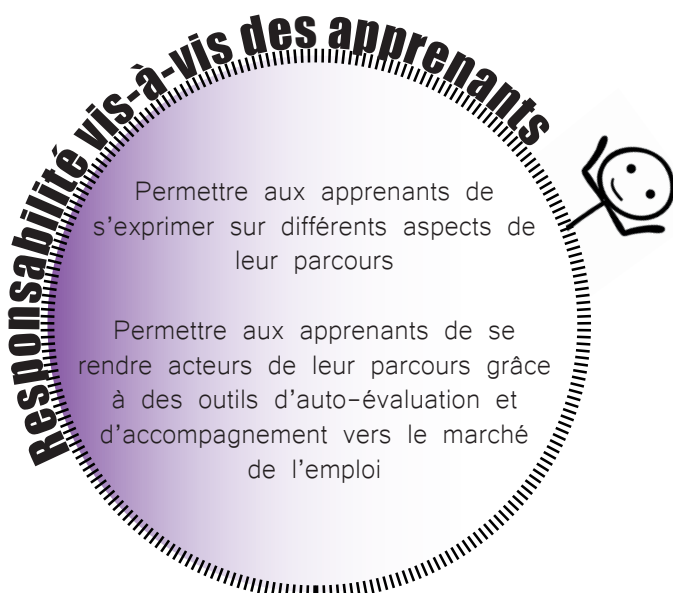 Responsabilité vis-à-vis des apprenants
Permettre aux apprenants de
s'exprimer sur différents aspects de
leur parcours
Permettre aux apprenants de se
rendre acteurs de leur parcours grâce
à des outils d'auto-évaluation et
d'accompagnement vers le marché
de l'emploi